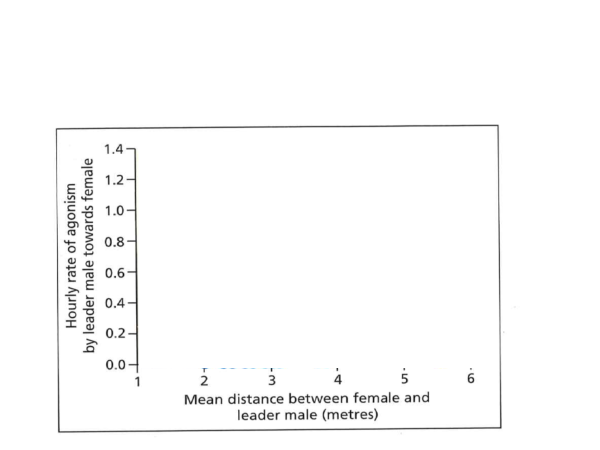 Hourly rate of agonism
by leader male towards female
1.4
1.2
1.0
0.8
0.6
0.4
0.2
0.0
1 2 3 4 5 6
Mean distance between female and
leader male (metres)